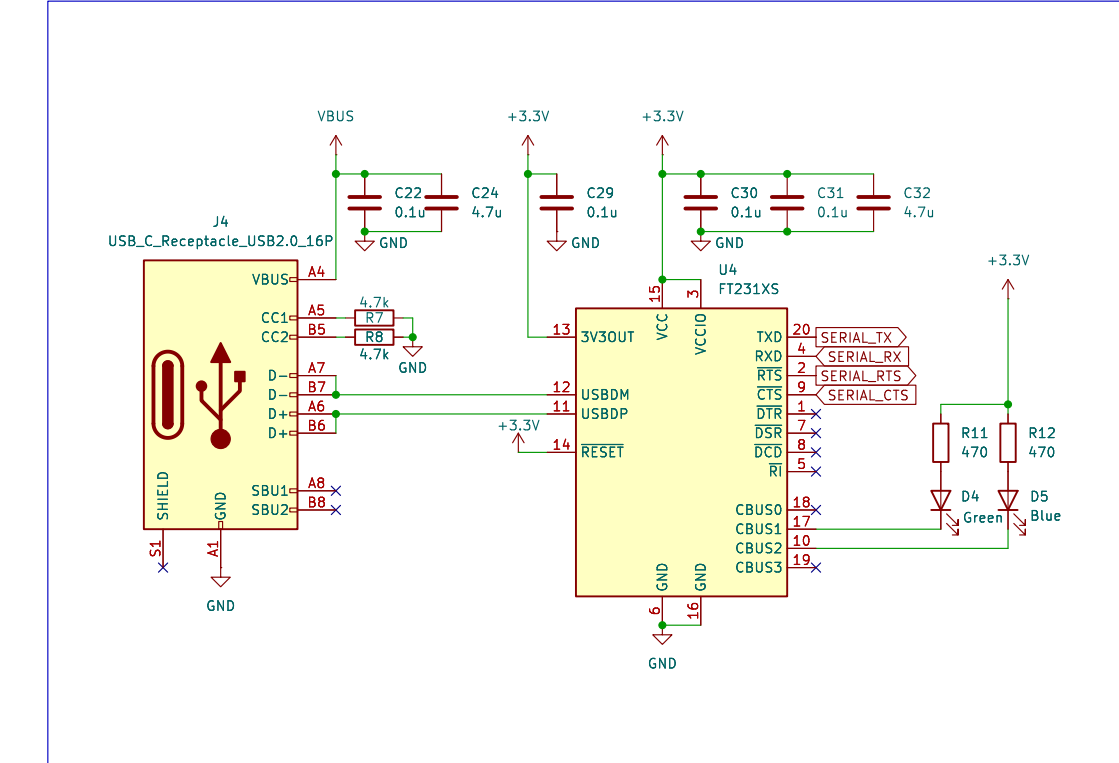 VBUS
+3.3V
+3.3V
C22
0.1u
C24
4.7u
C29
0.1u
C30
0.1u
C31
0.1u
C32
4.7u
GND
GND
GND
J4
USB_C_Receptacle_USB2.0_16P
VBUS
A4
CC1
A5
CC2
B5
D-
A7
D-
B7
D+
A6
D+
B6
SBU1
A8
SBU2
B8
SHIELD
S1
GND
A1
GND
4.7k
R7
R8
4.7k
GND
+3.3V
U4
FT231XS
15
VCC
3
VCCIO
13
3V3OUT
12
USBDM
11
USBDP
14
RESET
TXD
20
SERIAL_TX
RXD
4
SERIAL_RX
RTS
2
SERIAL_RTS
CTS
9
SERIAL_CTS
DTR
1
DSR
7
DCD
8
RI
5
CBUS0
18
CBUS1
17
CBUS2
10
CBUS3
19
GND
6
GND
16
GND
+3.3V
R11
470
R12
470
D4
Green
D5
Blue